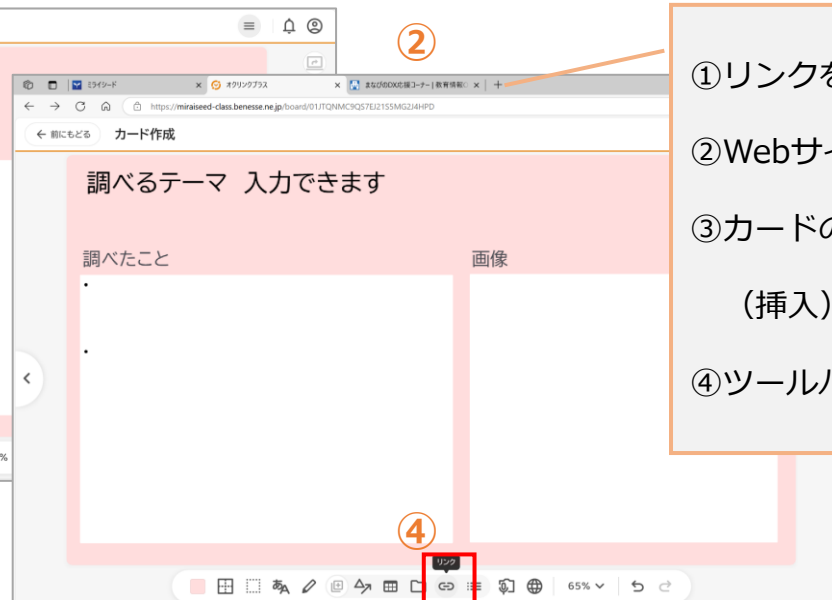 ②
①リンクを
②Webサイ
③カードの
（挿入）
④ツールバ
ミライシード
オクリンクプラス
まなびのDX応援コーナー | 教育情報
https://miraiseed-class.benesse.ne.jp/board/01JTQNMC9QS7EJ21S5MG2J4HPD
← 前にもどる カード作成
調べるテーマ 入力できます
調べたこと
画像
•
•
%
④
リンク
あA
65%